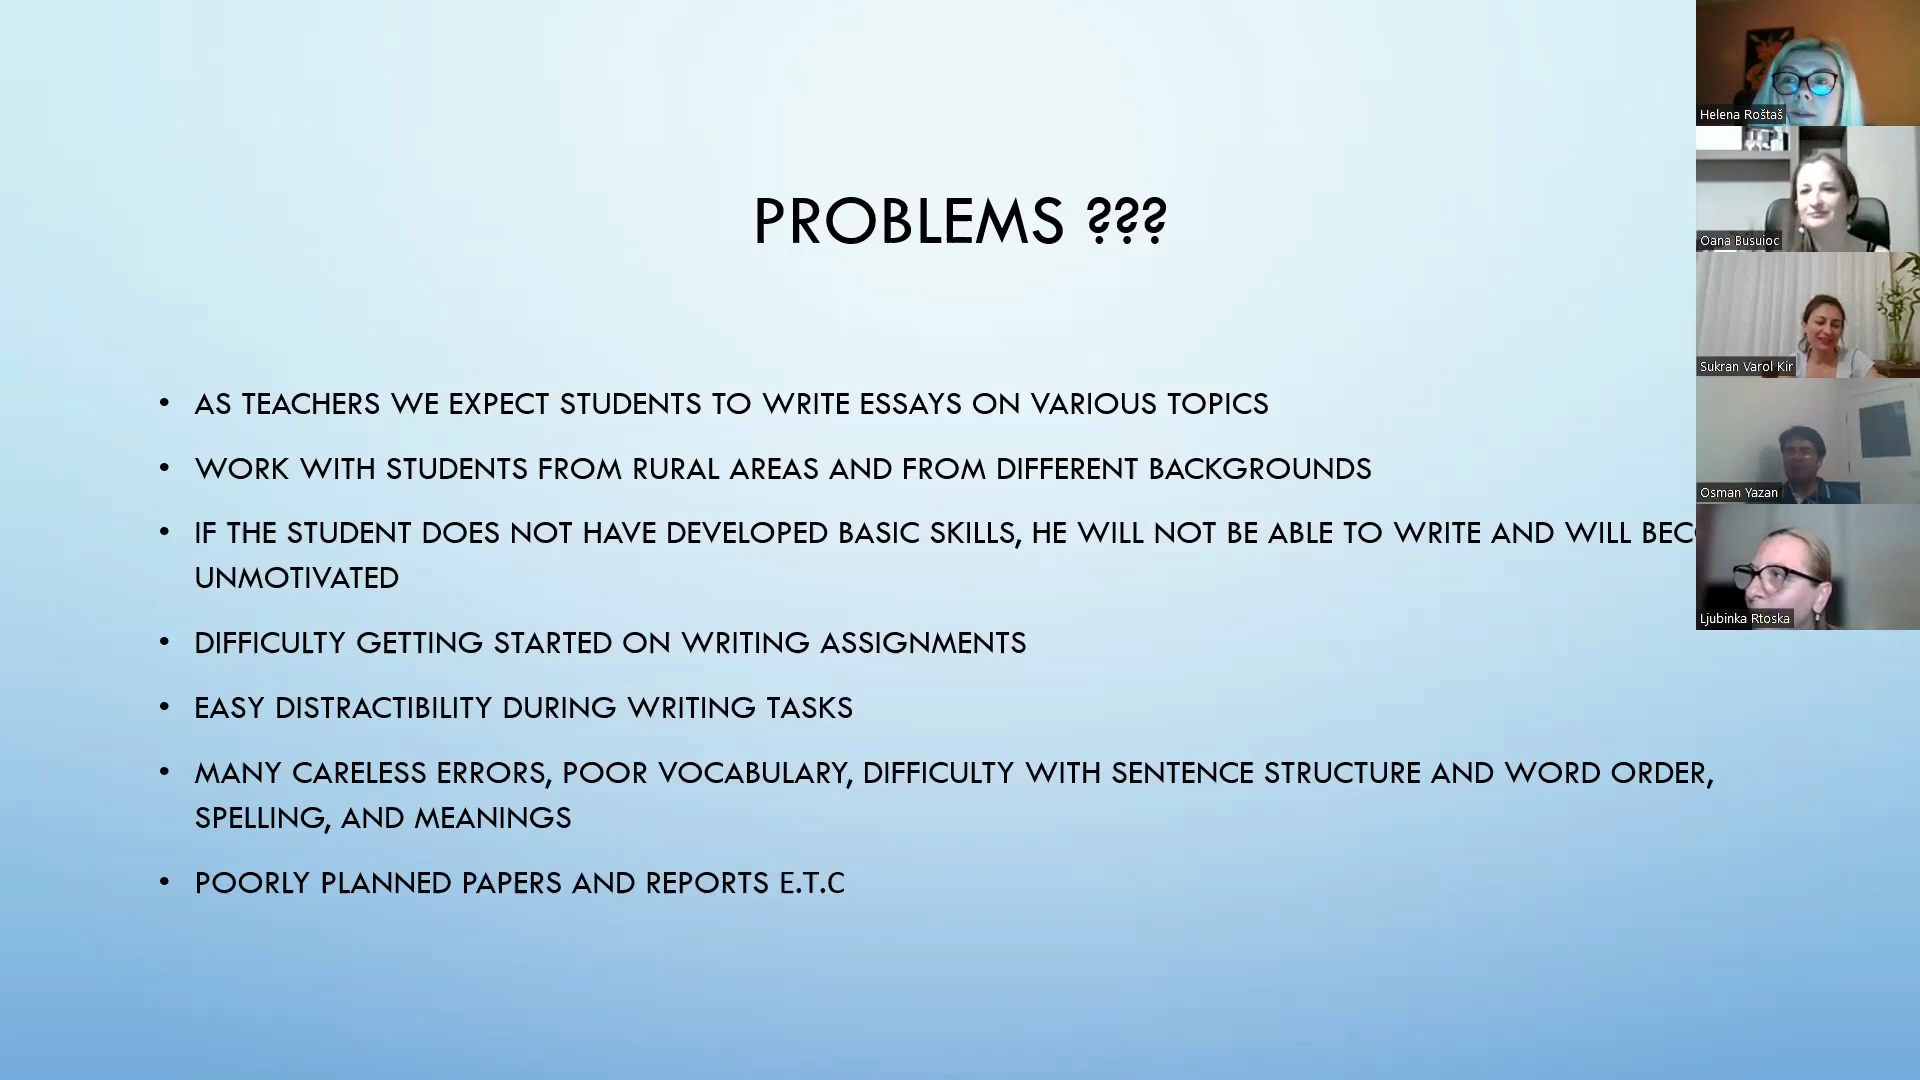 PROBLEMS ???
• AS TEACHERS WE EXPECT STUDENTS TO WRITE ESSAYS ON VARIOUS TOPICS
• WORK WITH STUDENTS FROM RURAL AREAS AND FROM DIFFERENT BACKGROUNDS
• IF THE STUDENT DOES NOT HAVE DEVELOPED BASIC SKILLS, HE WILL NOT BE ABLE TO WRITE AND WILL BECO
UNMOTIVATED
• DIFFICULTY GETTING STARTED ON WRITING ASSIGNMENTS
• EASY DISTRACTIBILITY DURING WRITING TASKS
• MANY CARELESS ERRORS, POOR VOCABULARY, DIFFICULTY WITH SENTENCE STRUCTURE AND WORD ORDER,
SPELLING, AND MEANINGS
• POORLY PLANNED PAPERS AND REPORTS E.T.C
Helena Roštaš
Oana Busuioc
Sukran Varol Kir
Osman Yazan
Ljubinka Rtoska